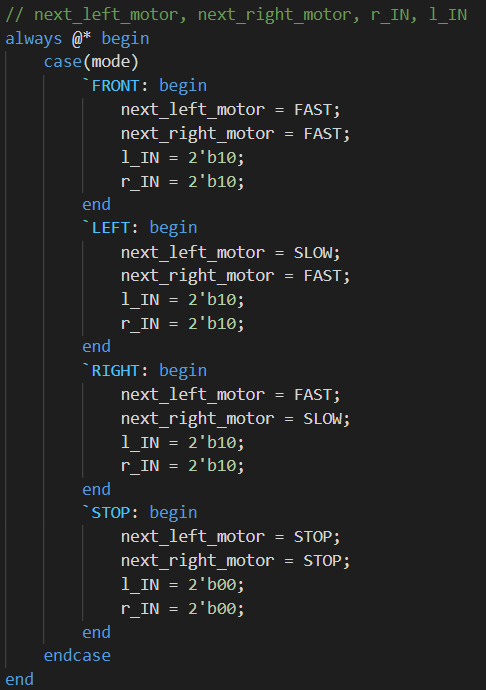 // next_left_motor, next_right_motor, r_IN, l_IN
always @* begin
    case(mode)
        `FRONT: begin
            next_left_motor = FAST;
            next_right_motor = FAST;
            l_IN = 2'b10;
            r_IN = 2'b10;
        end
        `LEFT: begin
            next_left_motor = SLOW;
            next_right_motor = FAST;
            l_IN = 2'b10;
            r_IN = 2'b10;
        end
        `RIGHT: begin
            next_left_motor = FAST;
            next_right_motor = SLOW;
            l_IN = 2'b10;
            r_IN = 2'b10;
        end
        `STOP: begin
            next_left_motor = STOP;
            next_right_motor = STOP;
            l_IN = 2'b00;
            r_IN = 2'b00;
        end
    endcase
end